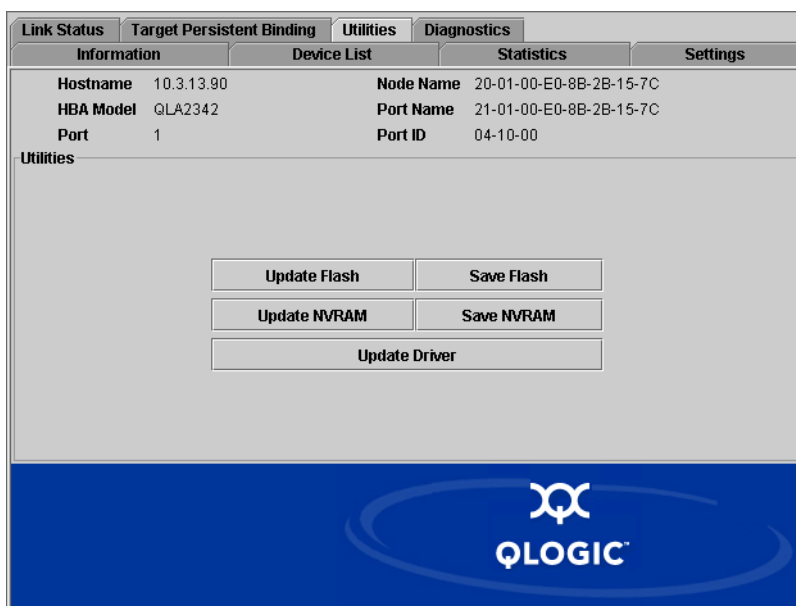 Link Status Target Persistent Binding Utilities Diagnostics
Information Device List Statistics Settings
Hostname 10.3.13.90 Node Name 20-01-00-E0-8B-2B-15-7C
HBA Model QLA2342 Port Name 21-01-00-E0-8B-2B-15-7C
Port 1 Port ID 04-10-00
Utilities
Update Flash Save Flash
Update NVRAM Save NVRAM
Update Driver
QLOGIC™